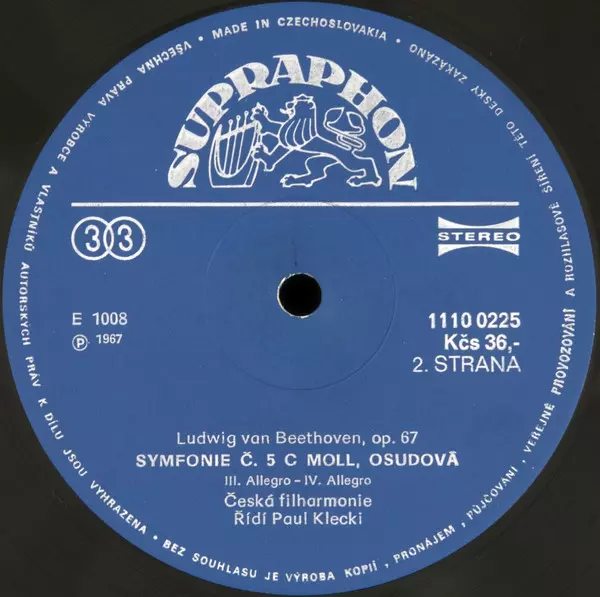 VŠECHNA PRÁVA VÝROBCE A VLASTNÍKŮ AUTORSKÝCH PRÁV K DÍLU JSOU VYHRAZENA • BEZ SOUHLASU JE VÝROBA KOPIÍ, PRONÁJEM, PŮJČOVÁNÍ, VEŘEJNÉ PROVOZOVÁNÍ A ROZHLASOVÉ ŠÍŘENÍ TÉTO DESKY ZAKÁZÁNO • MADE IN CZECHOSLOVAKIA •
SUPRAPHON
33
STEREO
E 1008
1110 0225
Ⓟ 1967
Kčs 36,-
2. STRANA
Ludwig van Beethoven, op. 67
SYMFONIE Č. 5 C MOLL, OSUDOVÁ
III. Allegro - IV. Allegro
Česká filharmonie
Řídí Paul Klecki